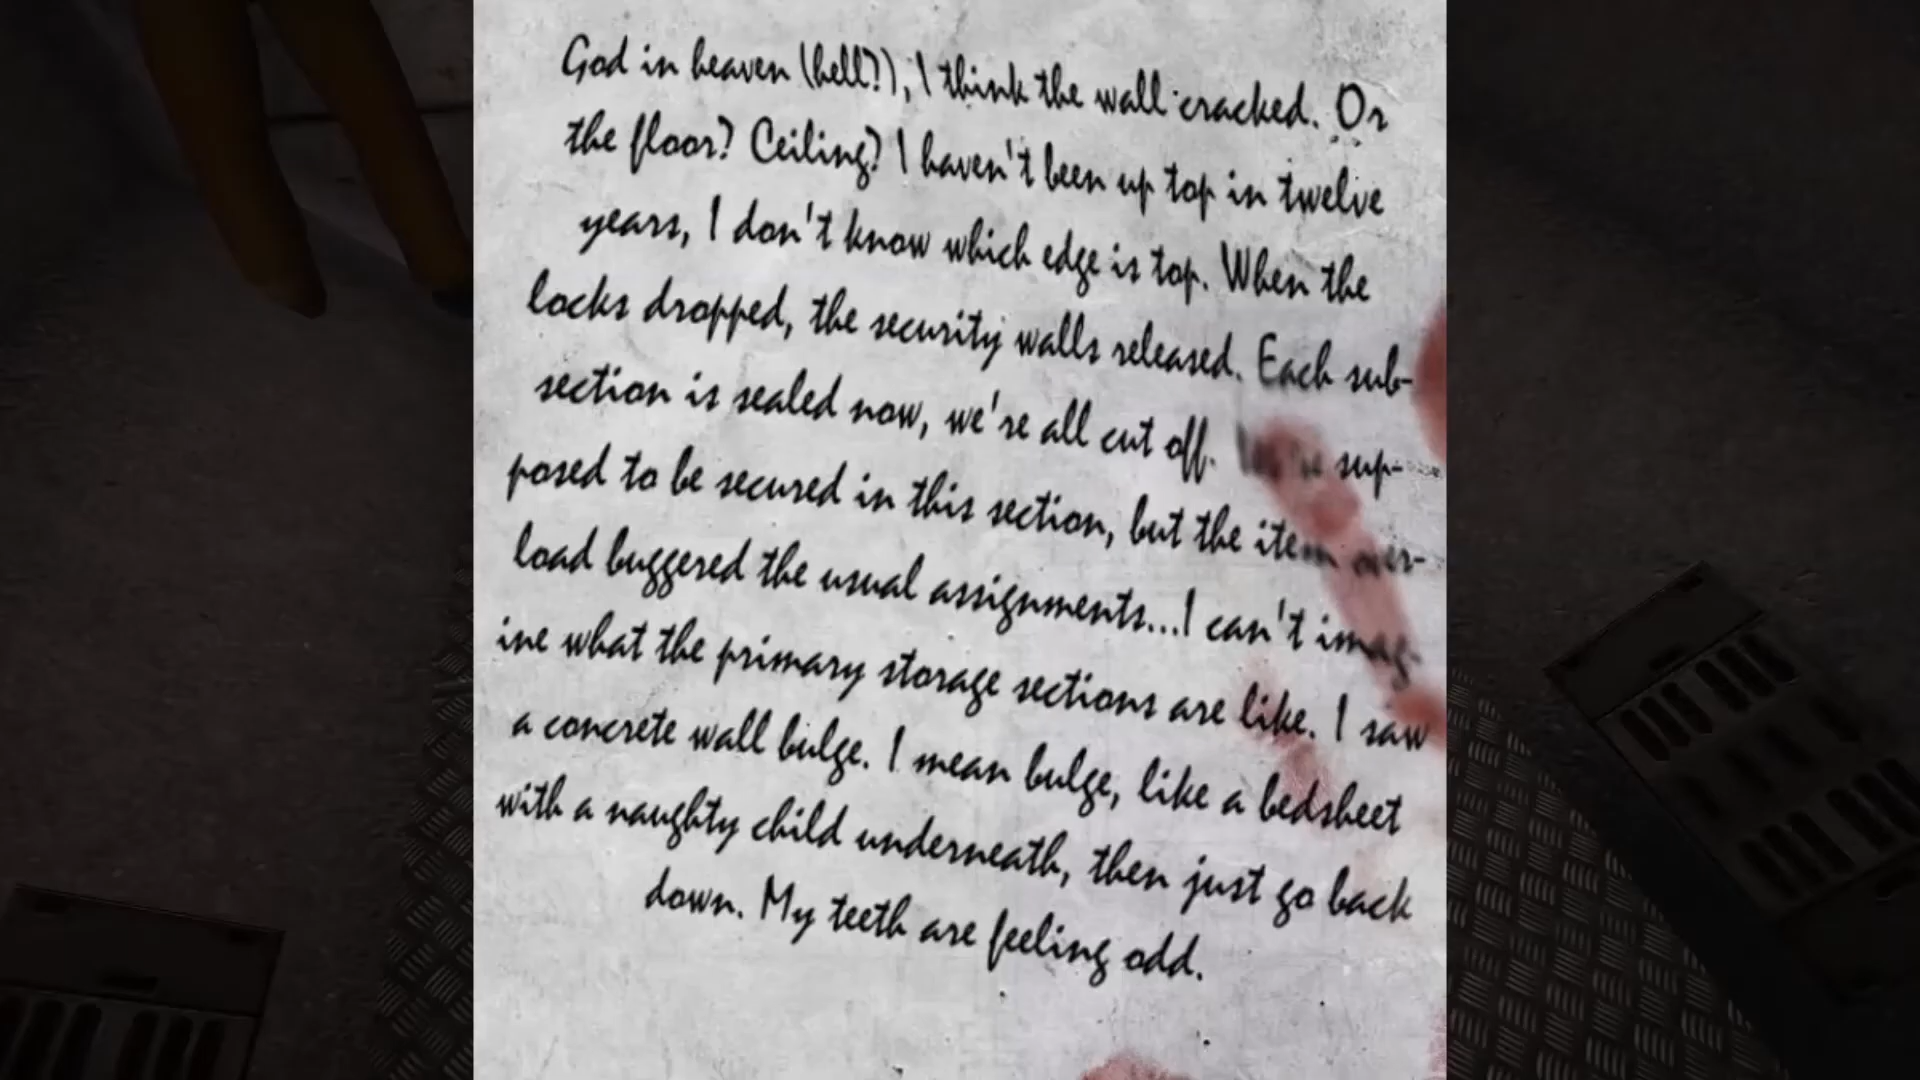 God in heaven (hell?), I think the wall cracked. Or
the floor? Ceiling? I haven't been up top in twelve
years, I don't know which edge is top. When the
locks dropped, the security walls released. Each sub-
section is sealed now, we're all cut off. We're sup-
posed to be secured in this section, but the item over-
load buggered the usual assignments...I can't imag-
ine what the primary storage sections are like. I saw
a concrete wall bulge. I mean bulge, like a bedsheet
with a naughty child underneath, then just go back
down. My teeth are feeling odd.